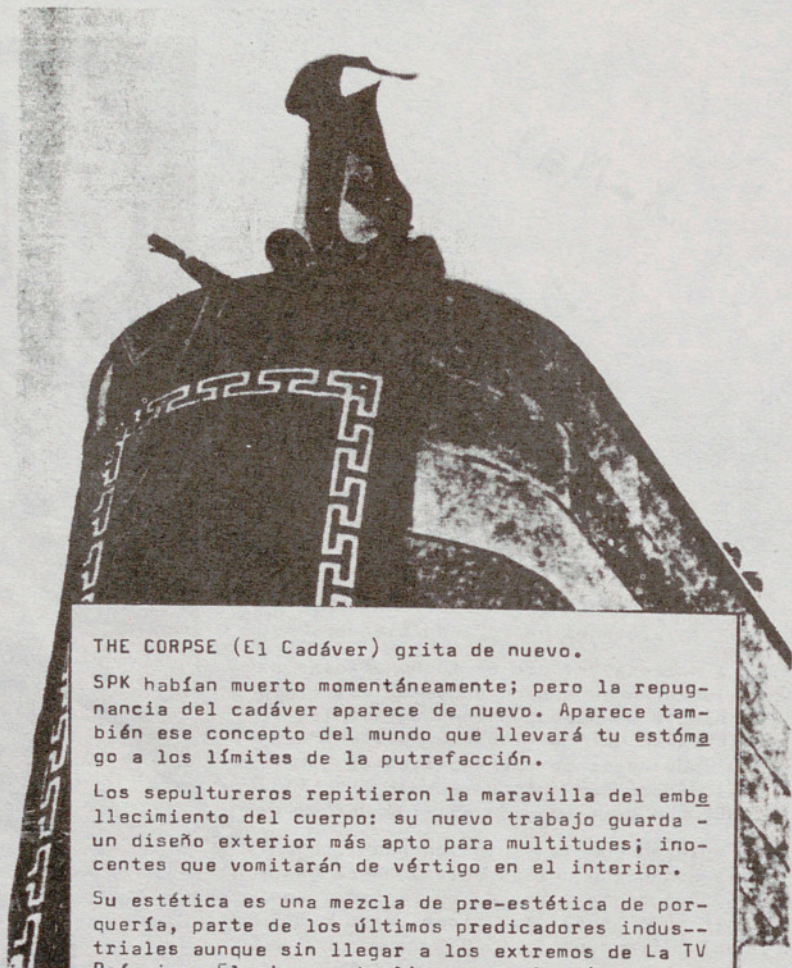 THE CORPSE (El Cadáver) grita de nuevo.
SPK habían muerto momentáneamente; pero la repug-
nancia del cadáver aparece de nuevo. Aparece tam-
bién ese concepto del mundo que llevará tu estóma
go a los límites de la putrefacción.
Los sepultureros repitieron la maravilla del embe
llecimiento del cuerpo: su nuevo trabajo guarda -
un diseño exterior más apto para multitudes; ino-
centes que vomitarán de vértigo en el interior.
Su estética es una mezcla de pre-estética de por-
quería, parte de los últimos predicadores indus--
triales aunque sin llegar a los extremos de La TV